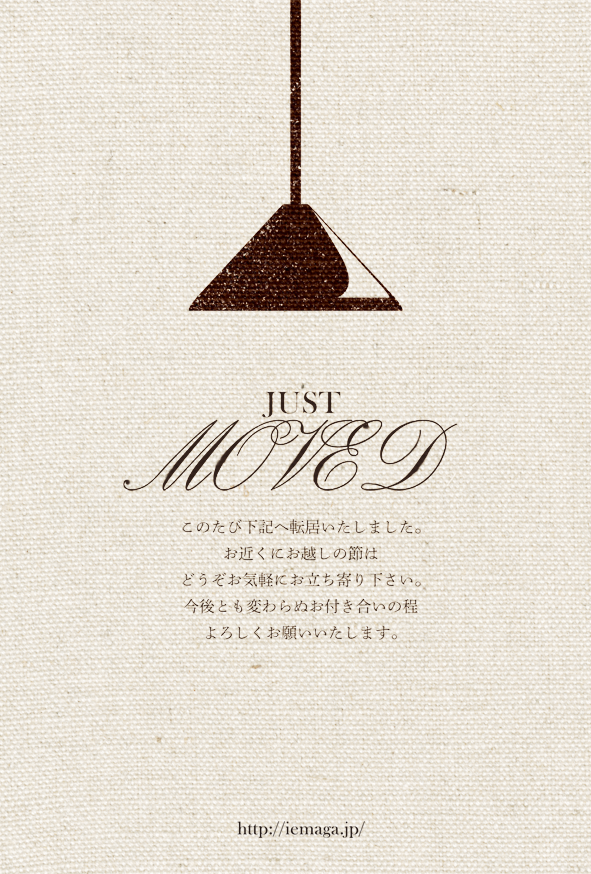 JUST
MOVED
このたび下記へ転居いたしました。
お近くにお越しの節は
どうぞお気軽にお立ち寄り下さい。
今後とも変わらぬお付き合いの程
よろしくお願いいたします。
http://iemaga.jp/